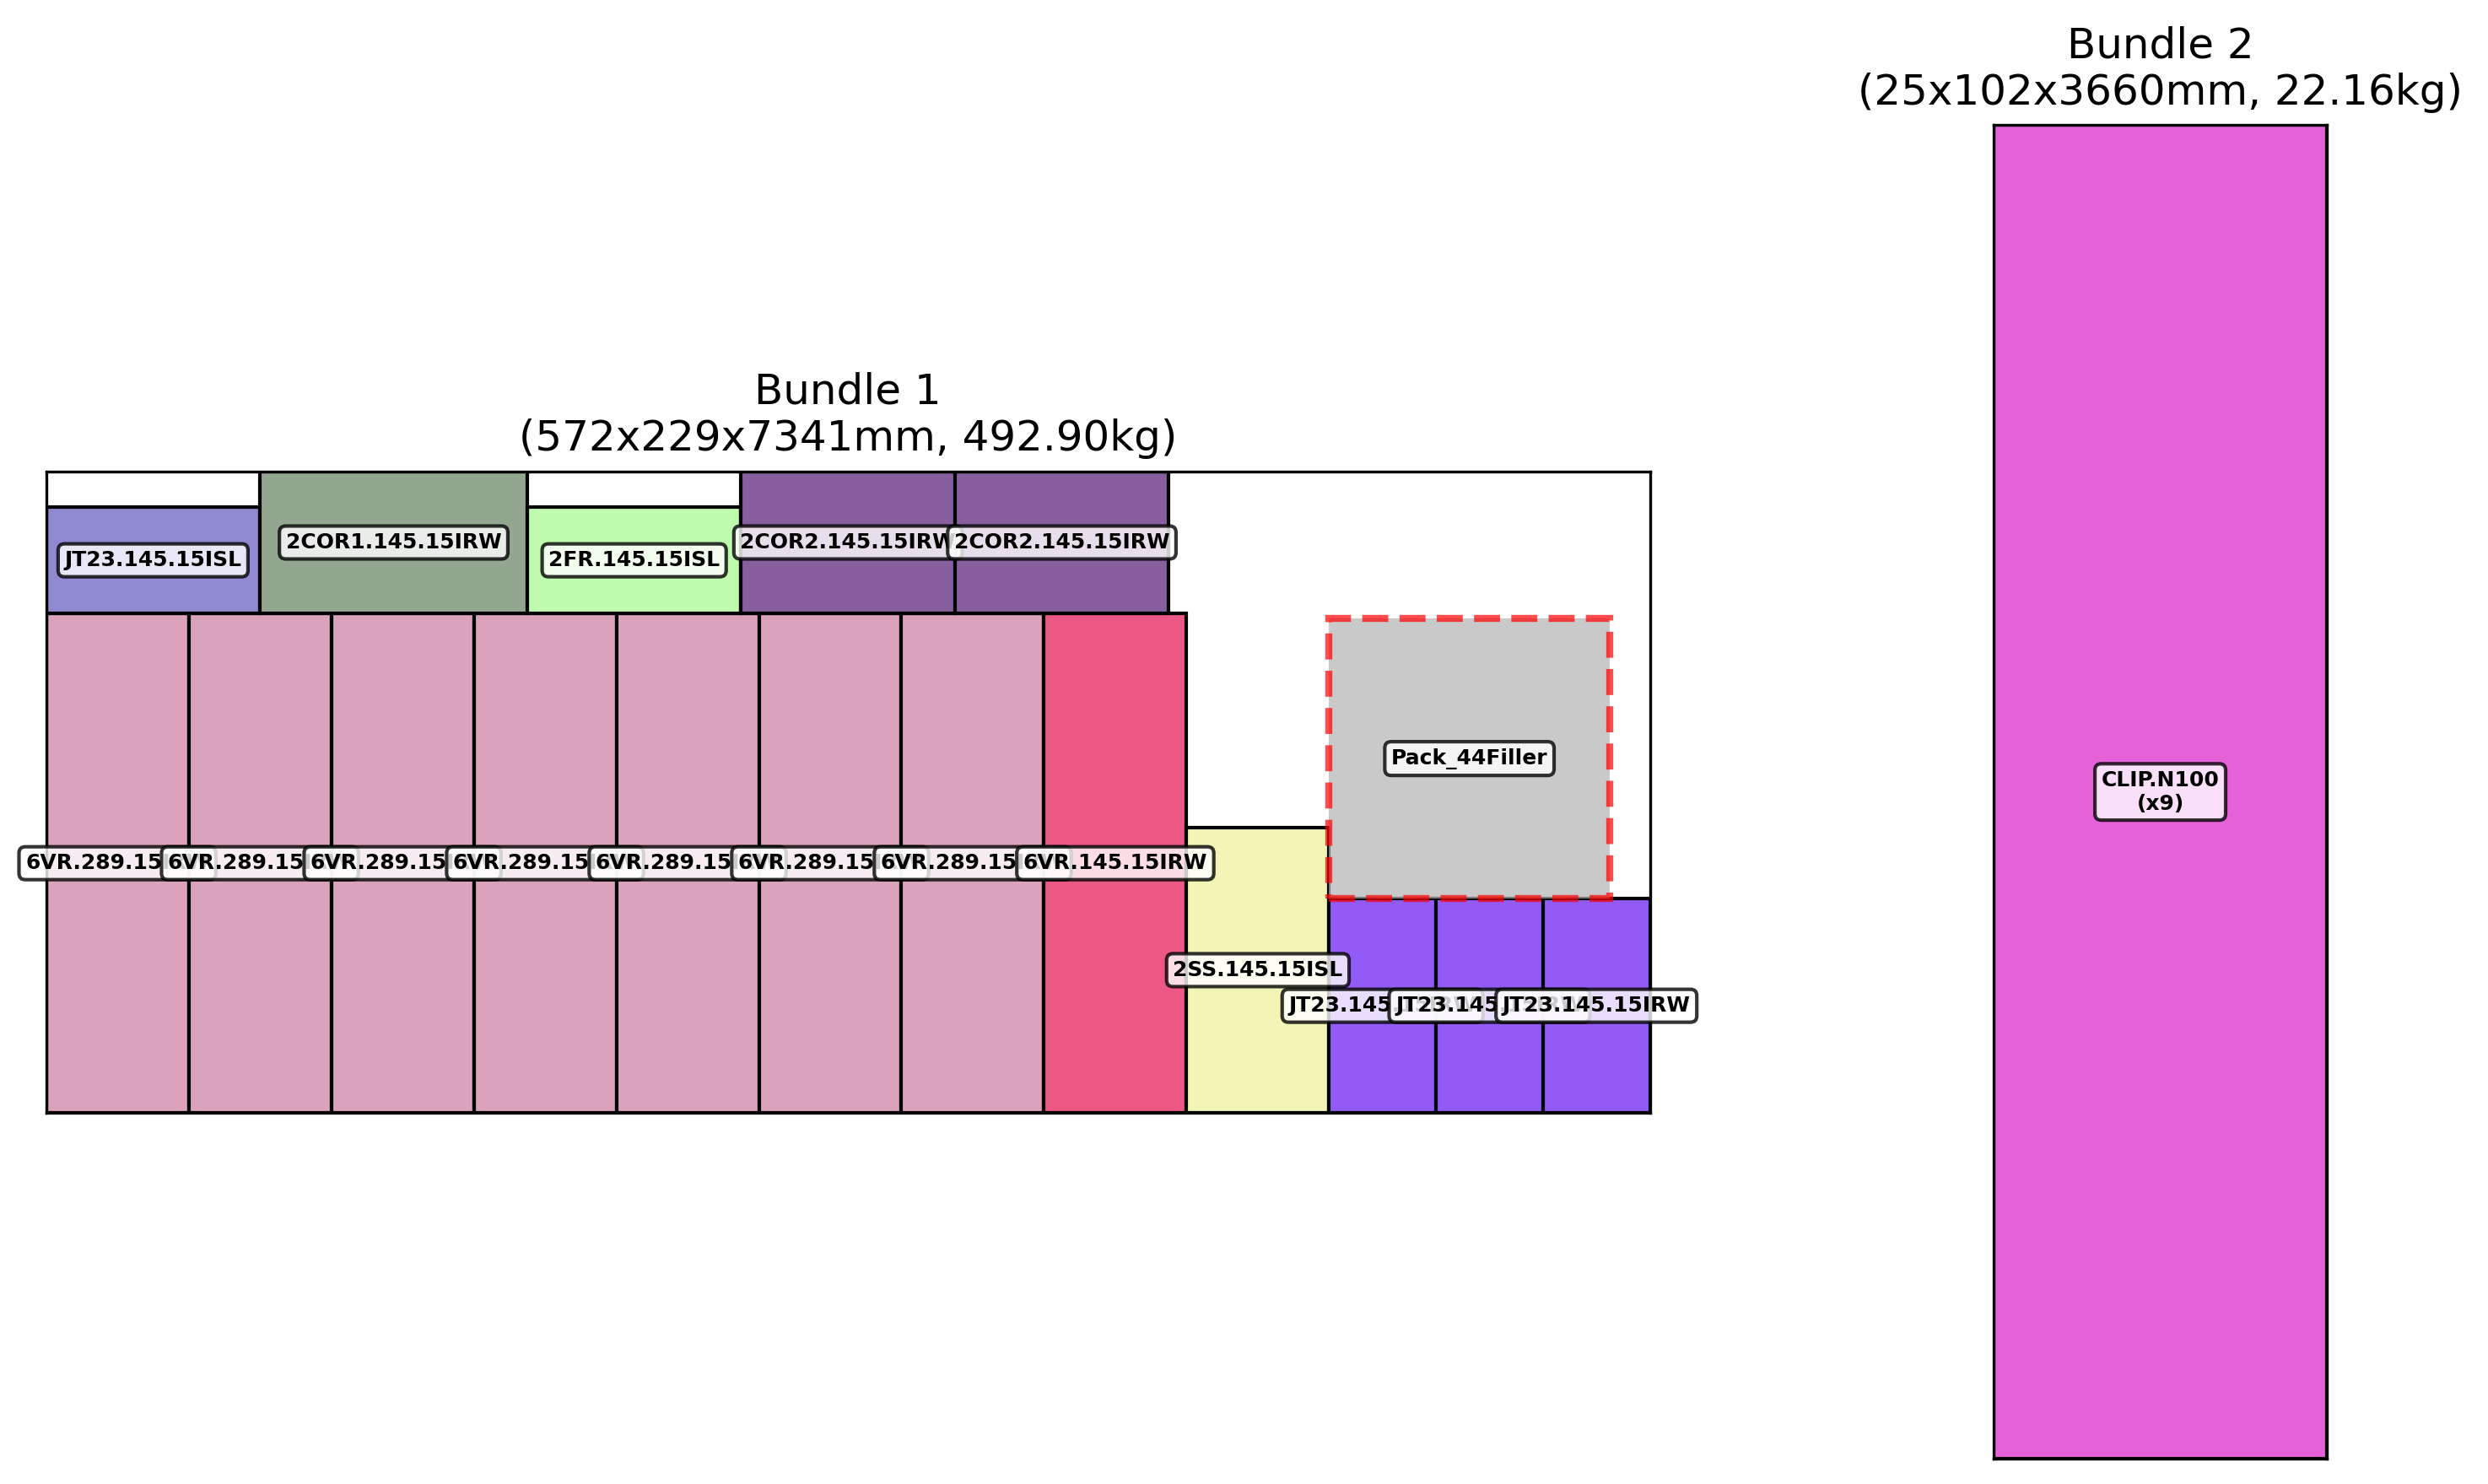 Bundle 1
(572x229x7341mm, 492.90kg)
JT23.145.15ISL
2COR1.145.15IRW
2FR.145.15ISL
2COR2.145.15IRW
2COR2.145.15IRW
Pack_44Filler
6VR.289.15
6VR.289.15
6VR.289.15
6VR.289.15
6VR.289.15
6VR.289.15
6VR.289.15
6VR.145.15IRW
2SS.145.15ISL
JT23.145.
JT23.145.
JT23.145.15IRW
Bundle 2
(25x102x3660mm, 22.16kg)
CLIP.N100
(x9)